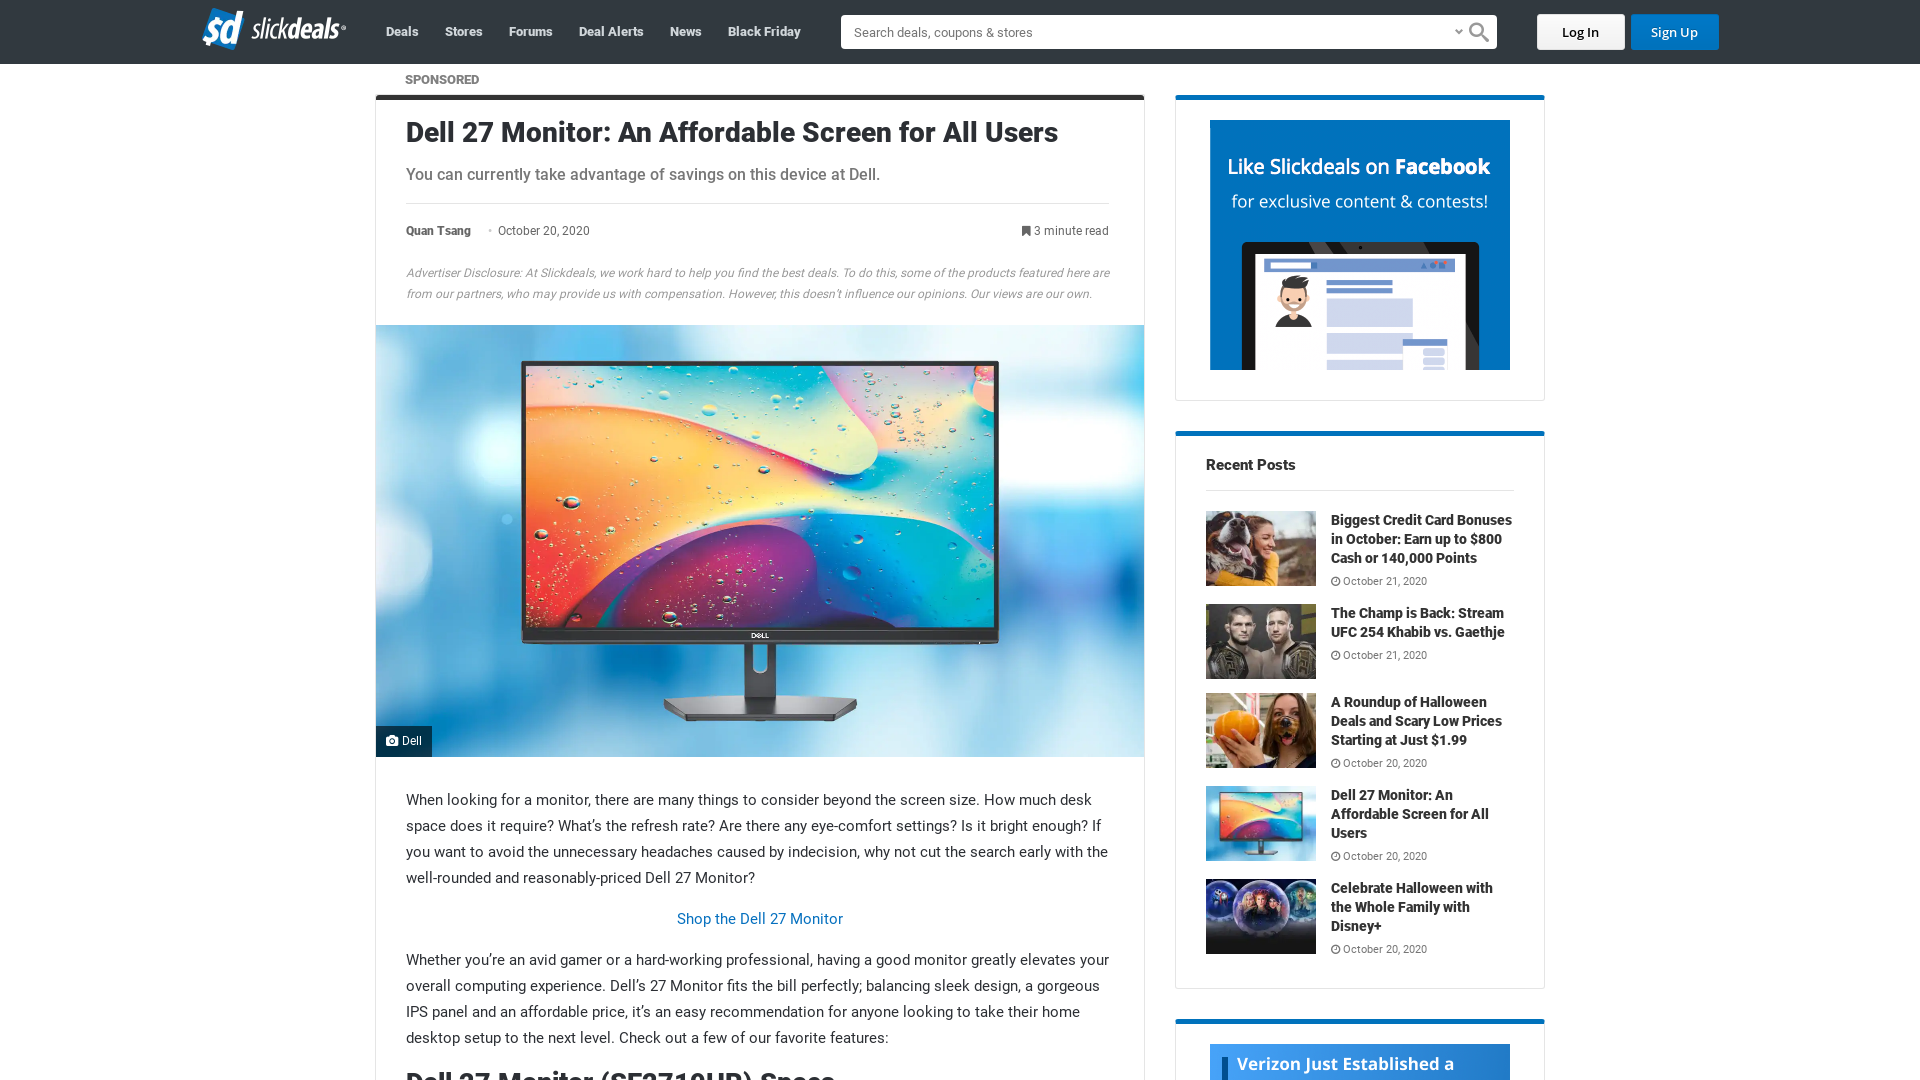 $d slickdeals®
Deals Stores Forums Deal Alerts News Black Friday
Search deals, coupons & stores
Log In
Sign Up
SPONSORED
Dell 27 Monitor: An Affordable Screen for All Users
You can currently take advantage of savings on this device at Dell.
Quan Tsang • October 20, 2020
3 minute read
Advertiser Disclosure: At Slickdeals, we work hard to help you find the best deals. To do this, some of the products featured here are
from our partners, who may provide us with compensation. However, this doesn’t influence our opinions. Our views are our own.
DELL
Dell
When looking for a monitor, there are many things to consider beyond the screen size. How much desk
space does it require? What’s the refresh rate? Are there any eye-comfort settings? Is it bright enough? If
you want to avoid the unnecessary headaches caused by indecision, why not cut the search early with the
well-rounded and reasonably-priced Dell 27 Monitor?
Shop the Dell 27 Monitor
Whether you’re an avid gamer or a hard-working professional, having a good monitor greatly elevates your
overall computing experience. Dell’s 27 Monitor fits the bill perfectly; balancing sleek design, a gorgeous
IPS panel and an affordable price, it’s an easy recommendation for anyone looking to take their home
desktop setup to the next level. Check out a few of our favorite features:
Dell 27 Monitor (SE2719HR) Specs
Like Slickdeals on Facebook
for exclusive content & contests!
Recent Posts
Biggest Credit Card Bonuses
in October: Earn up to $800
Cash or 140,000 Points
October 21, 2020
The Champ is Back: Stream
UFC 254 Khabib vs. Gaethje
October 21, 2020
A Roundup of Halloween
Deals and Scary Low Prices
Starting at Just $1.99
October 20, 2020
Dell 27 Monitor: An
Affordable Screen for All
Users
October 20, 2020
Celebrate Halloween with
the Whole Family with
Disney+
October 20, 2020
Verizon Just Established a